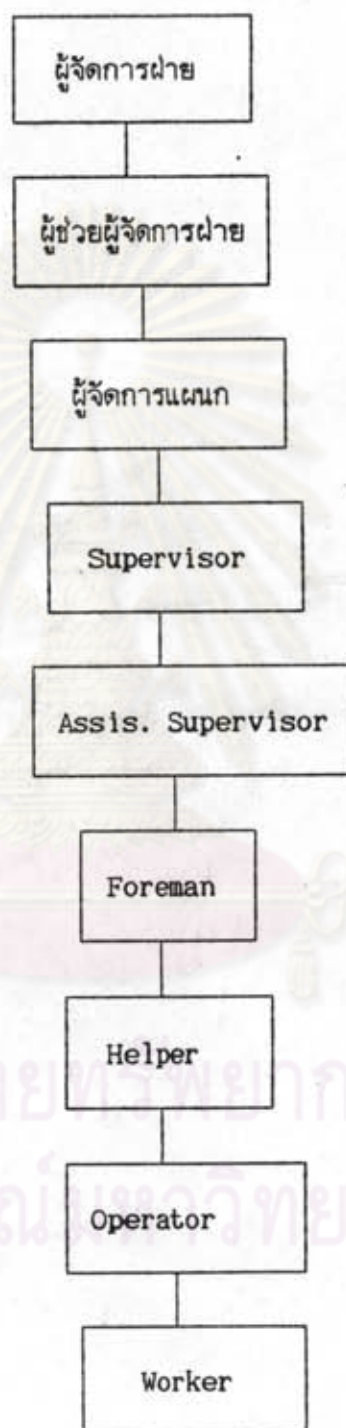 ผู้จัดการฝ่าย
ผู้ช่วยผู้จัดการฝ่าย
ผู้จัดการแผนก
Supervisor
Assis. Supervisor
Foreman
Helper
Operator
Worker